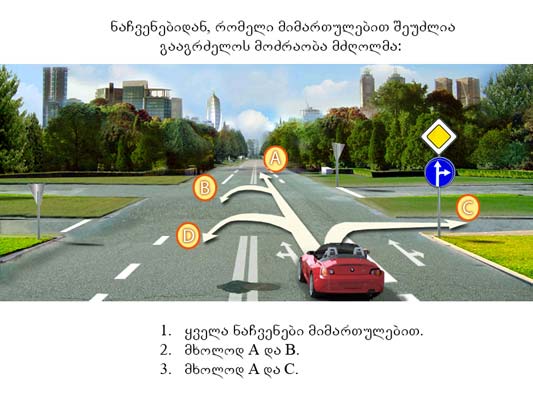 ნაჩვენებიდან, რომელი მიმართულებით შეუძლია
გააგრძელოს მოძრაობა მძღოლმა:
A
B
C
D
1. ყველა ნაჩვენები მიმართულებით.
2. მხოლოდ A და B.
3. მხოლოდ A და C.